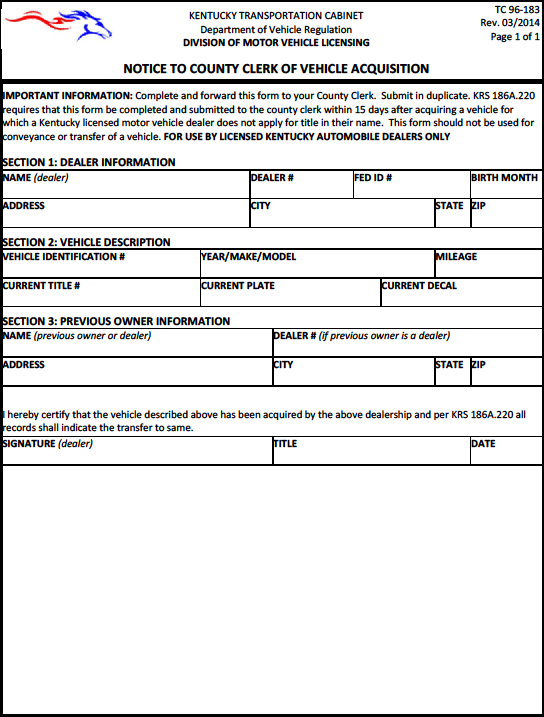 KENTUCKY TRANSPORTATION CABINET
Department of Vehicle Regulation
DIVISION OF MOTOR VEHICLE LICENSING
TC 96-183
Rev. 03/2014
Page 1 of 1
NOTICE TO COUNTY CLERK OF VEHICLE ACQUISITION
IMPORTANT INFORMATION: Complete and forward this form to your County Clerk. Submit in duplicate. KRS 186A.220
requires that this form be completed and submitted to the county clerk within 15 days after acquiring a vehicle for
which a Kentucky licensed motor vehicle dealer does not apply for title in their name. This form should not be used for
conveyance or transfer of a vehicle. FOR USE BY LICENSED KENTUCKY AUTOMOBILE DEALERS ONLY
SECTION 1: DEALER INFORMATION
NAME (dealer) DEALER # FED ID # BIRTH MONTH
ADDRESS CITY STATE ZIP
SECTION 2: VEHICLE DESCRIPTION
VEHICLE IDENTIFICATION # YEAR/MAKE/MODEL MILEAGE
CURRENT TITLE # CURRENT PLATE CURRENT DECAL
SECTION 3: PREVIOUS OWNER INFORMATION
NAME (previous owner or dealer) DEALER # (if previous owner is a dealer)
ADDRESS CITY STATE ZIP
I hereby certify that the vehicle described above has been acquired by the above dealership and per KRS 186A.220 all
records shall indicate the transfer to same.
SIGNATURE (dealer) TITLE DATE